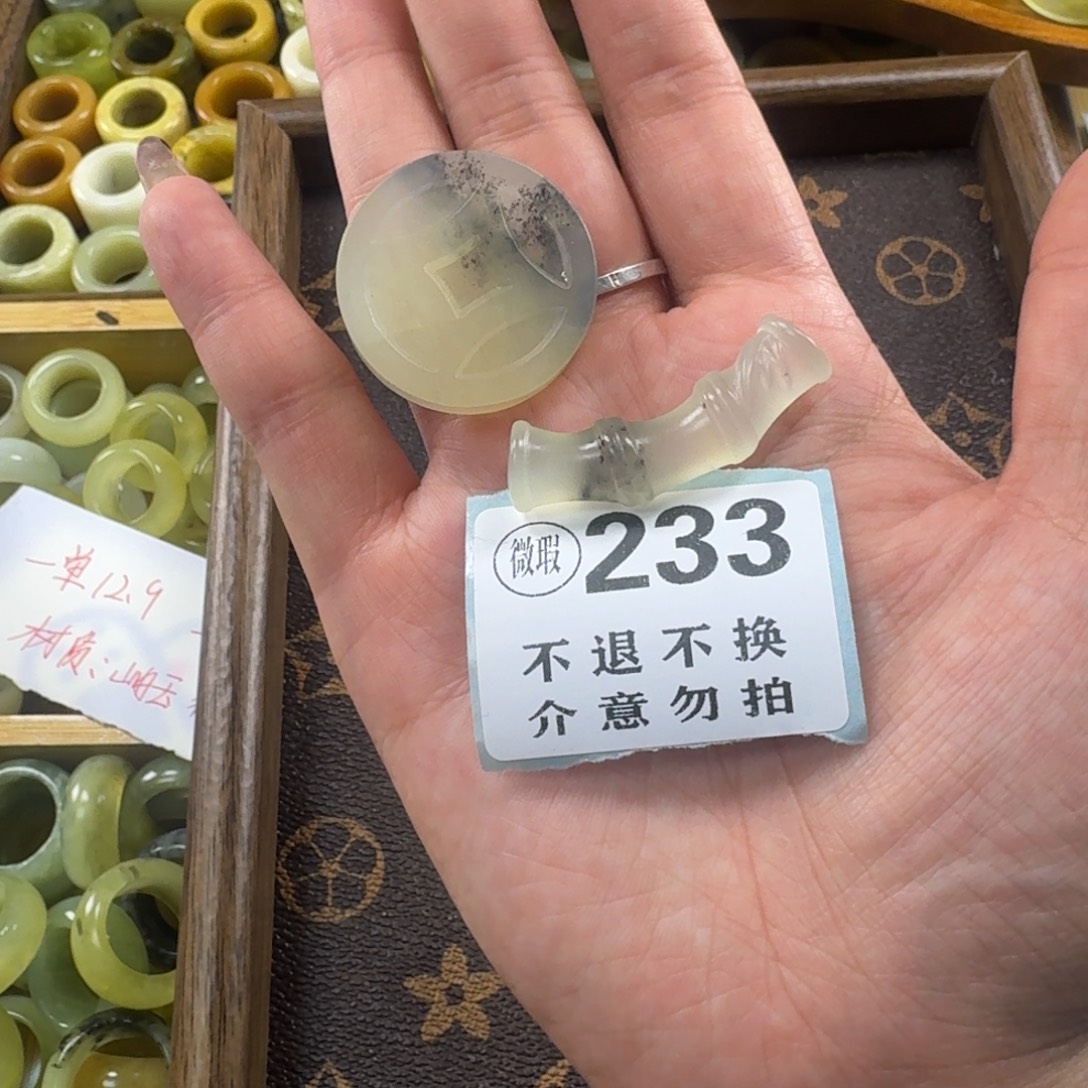 微瑕 233
不退不换
介意勿拍
一单12.9
材质:岫玉